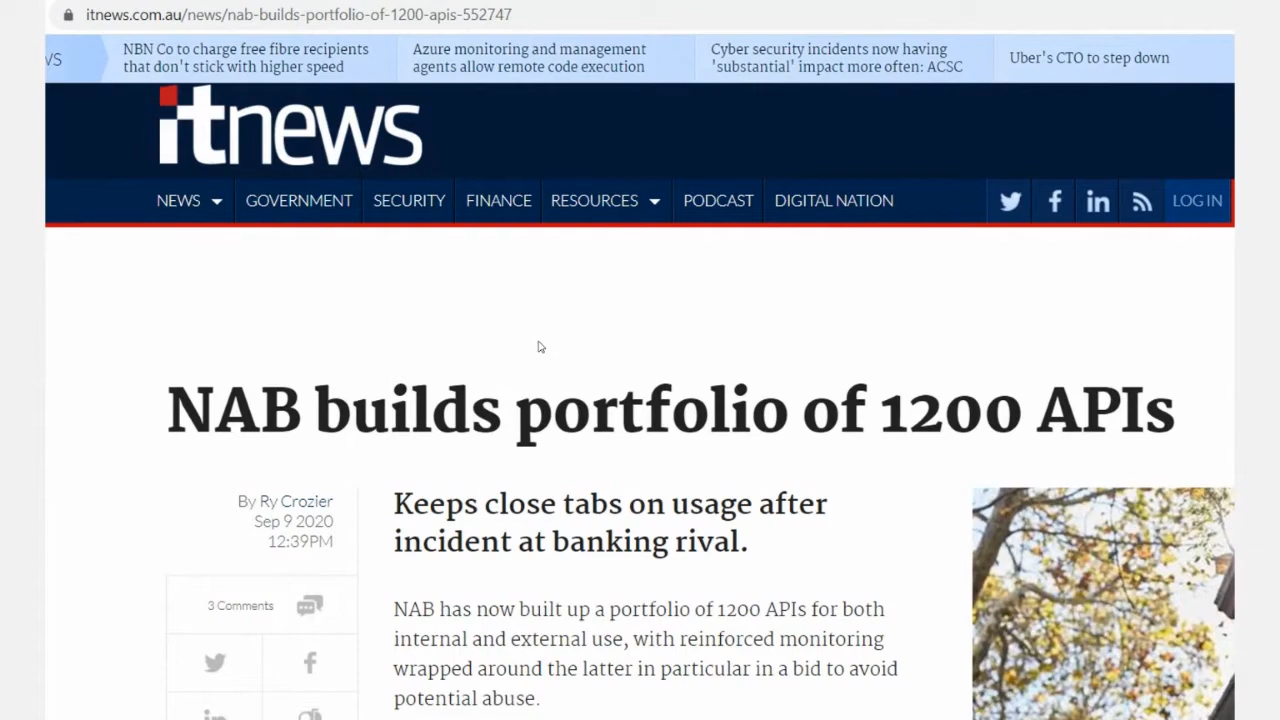 itnews.com.au/news/nab-builds-portfolio-of-1200-apis-552747
VS
NBN Co to charge free fibre recipients
that don't stick with higher speed
Azure monitoring and management
agents allow remote code execution
Cyber security incidents now having
'substantial' impact more often: ACSC
Uber's CTO to step down
itnews
NEWS
GOVERNMENT
SECURITY
FINANCE
RESOURCES
PODCAST
DIGITAL NATION
LOG IN
NAB builds portfolio of 1200 APIs
By Ry Crozier
Sep 9 2020
12:39PM
3 Comments
Keeps close tabs on usage after
incident at banking rival.
NAB has now built up a portfolio of 1200 APIs for both
internal and external use, with reinforced monitoring
wrapped around the latter in particular in a bid to avoid
potential abuse.